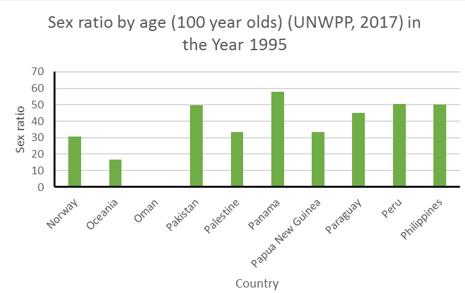 Sex ratio by age (100 year olds) (UNWPP, 2017) in
the Year 1995
70
60
50
40
30
20
10
0
Sex ratio
Norway
Oceania
Oman
Pakistan
Palestine
Panama
Papua New Guinea
Paraguay
Peru
Philippines
Country